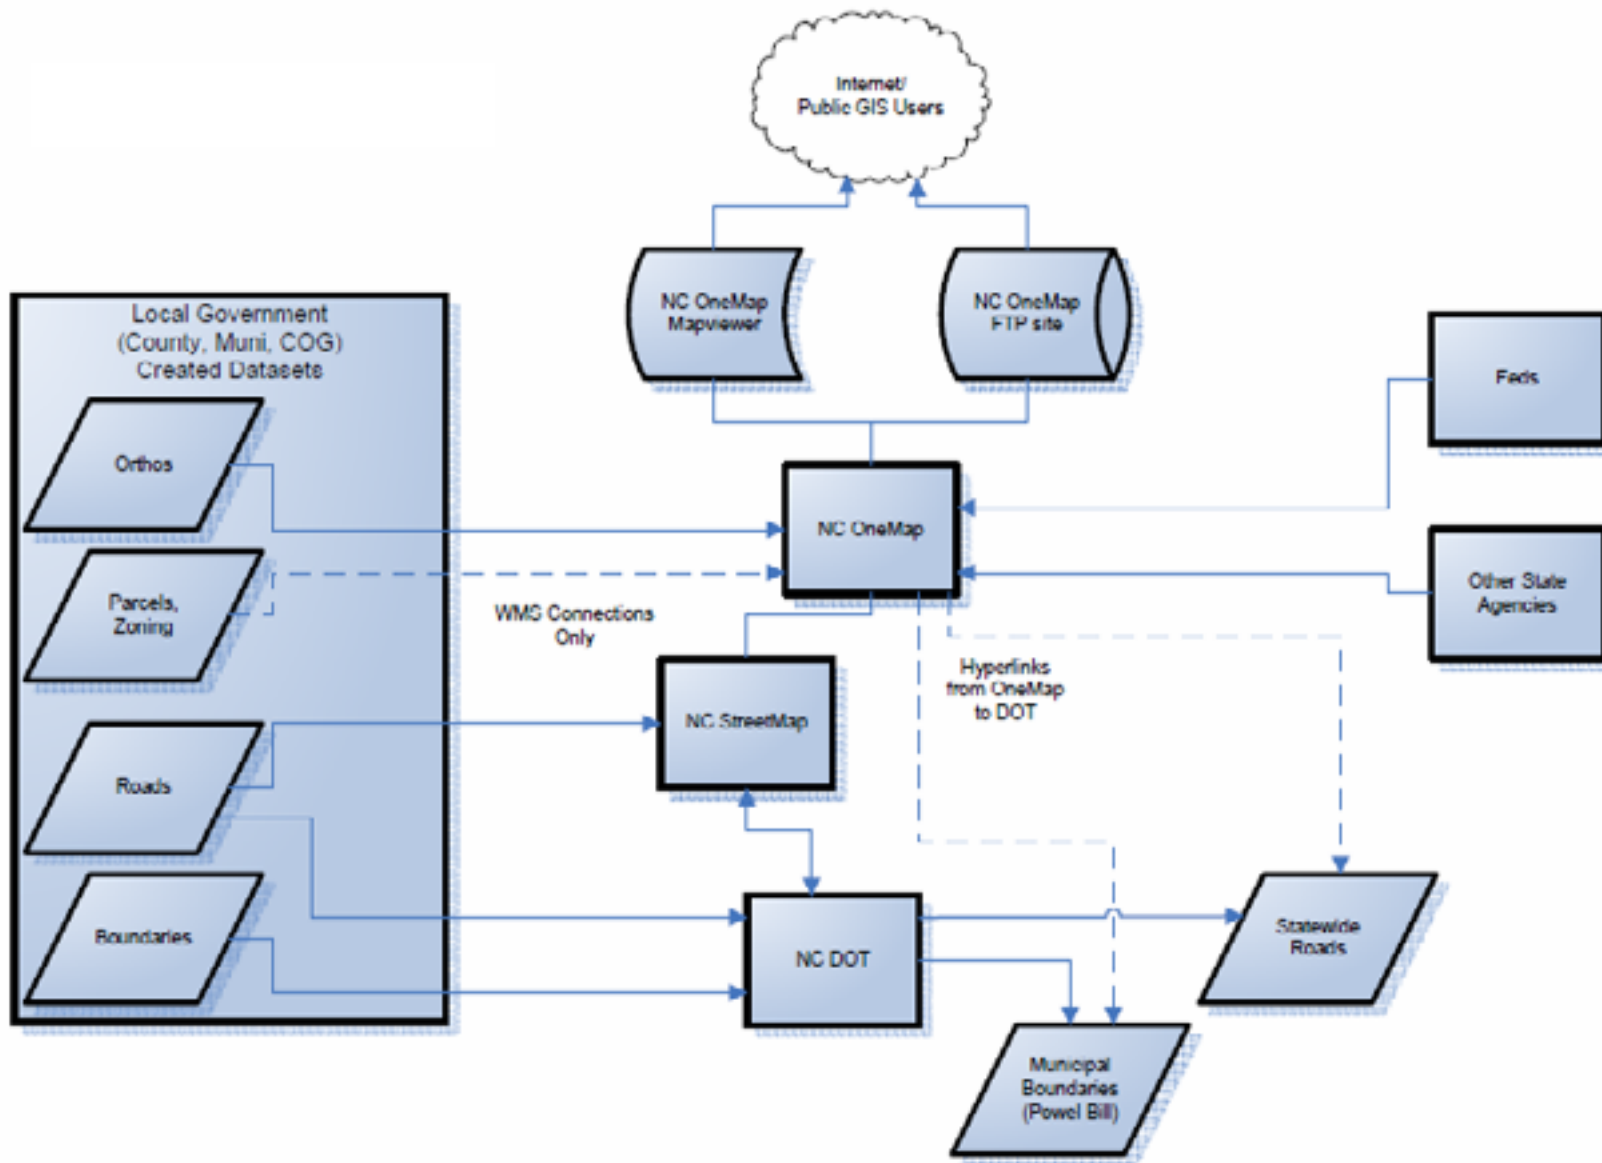 Internet/
Public GIS Users
NC OneMap
Mapviewer
NC OneMap
FTP site
Local Government
(County, Muni, COG)
Created Datasets
Feds
Orthos
NC OneMap
Other State
Agencies
Parcels,
Zoning
WMS Connections
Only
Hyperlinks
from OneMap
to DOT
NC StreetMap
Roads
Boundaries
NC DOT
Statewide
Roads
Municipal
Boundaries
(Powel Bill)